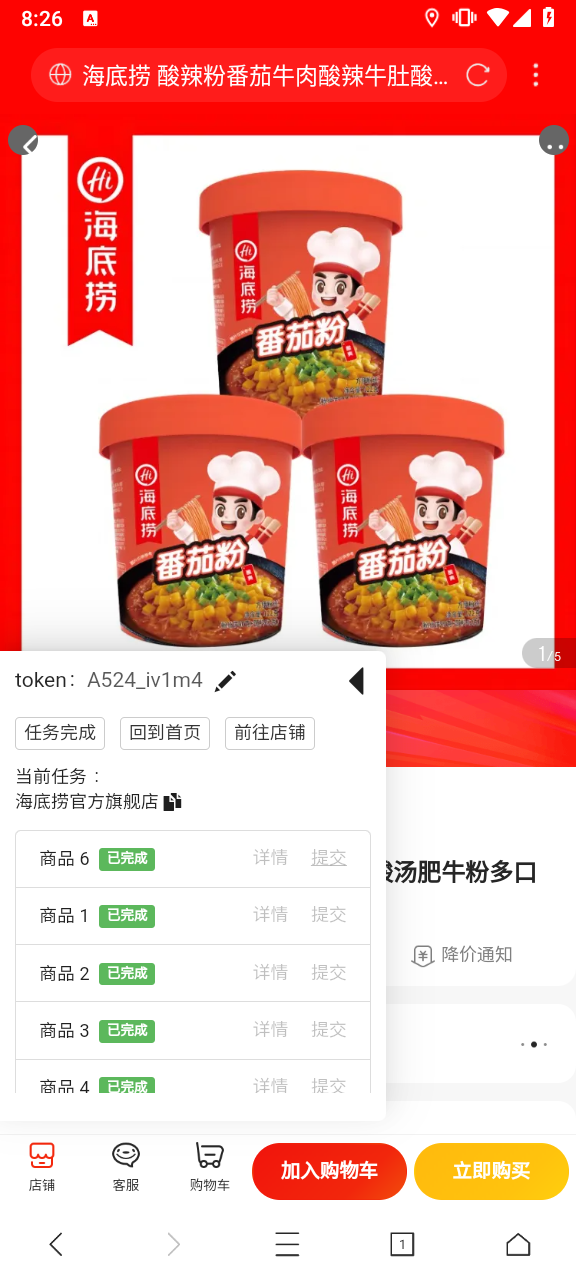 8:26
A
海底捞 酸辣粉番茄牛肉酸辣牛肚酸...
Hi
海底捞
Hi
海底捞
番茄粉
Hi
海底捞
番茄粉
Hi
海底捞
番茄粉
1/5
token: A524_iv1m4
任务完成 回到首页 前往店铺
当前任务：
海底捞官方旗舰店
商品 6 已完成 详情 提交
酸汤肥牛粉多口
商品 1 已完成 详情 提交
降价通知
商品 2 已完成 详情 提交
商品 3 已完成 详情 提交
商品 4 已完成 详情 提交
店铺 客服 购物车 加入购物车 立即购买
1